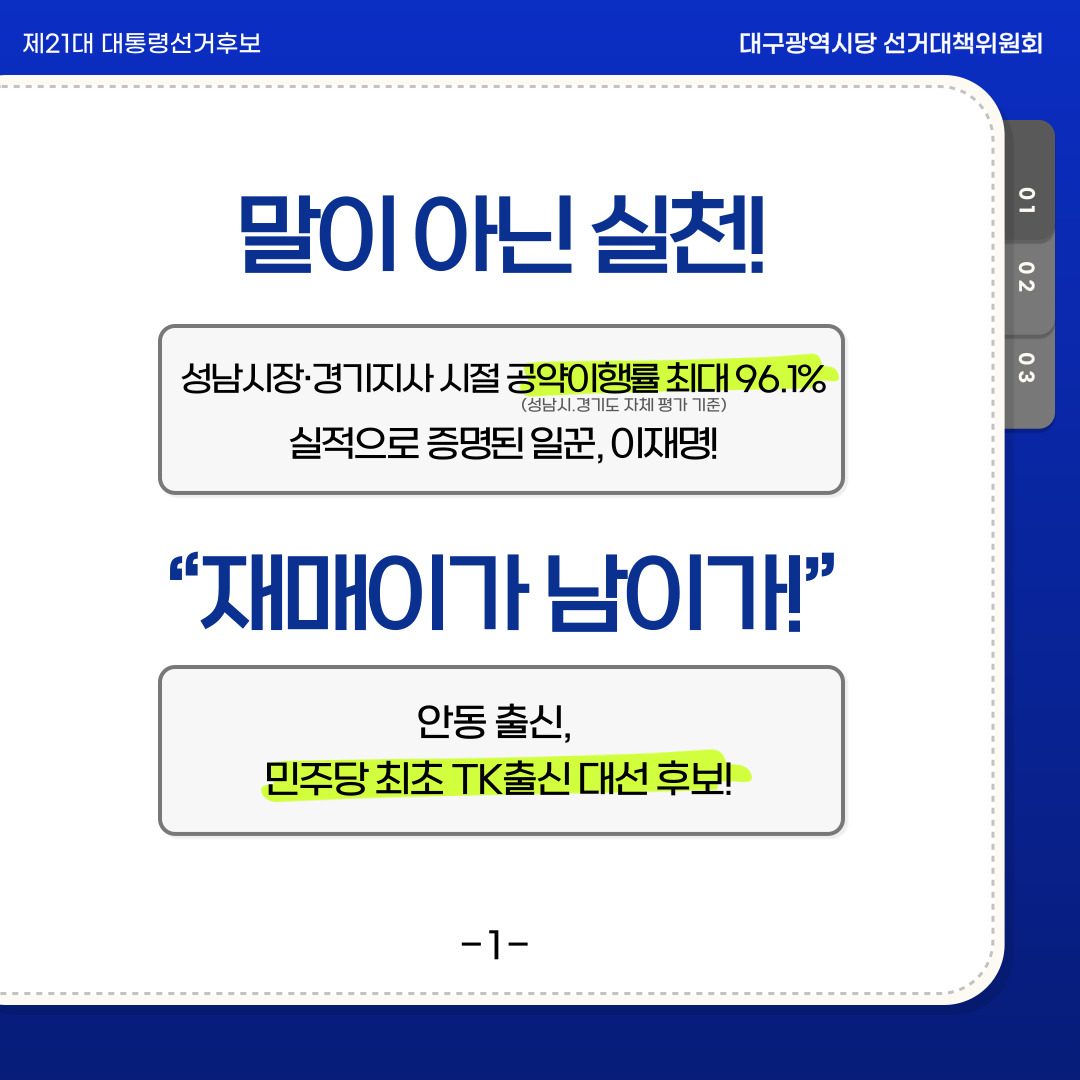 제21대 대통령선거후보
대구광역시당 선거대책위원회
말이 아닌 실천!
성남시장·경기지사 시절 공약이행률 최대 96.1%
(성남시.경기도 자체 평가 기준)
실적으로 증명된 일꾼, 이재명!
“재매이가 남이가!”
안동 출신,
민주당 최초 TK출신 대선 후보!
–1–
01
02
03